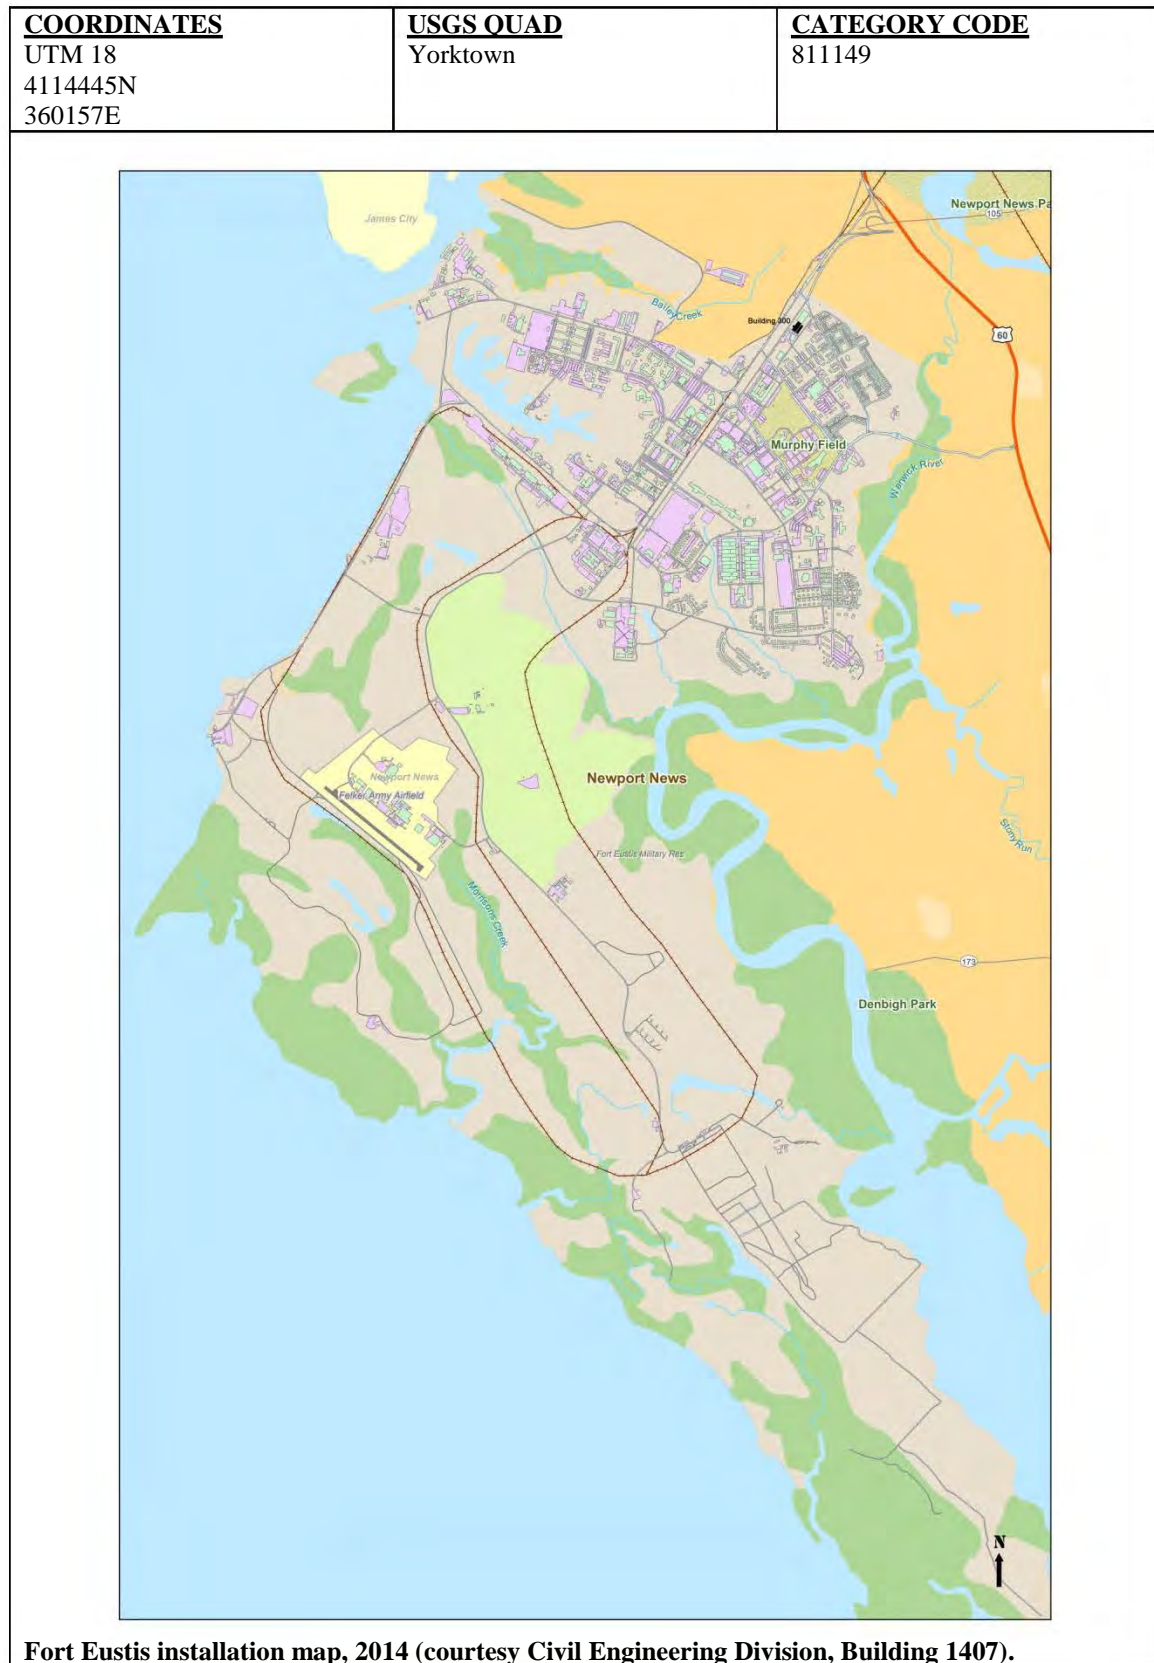 COORDINATES
UTM 18
4114445N
360157E
USGS QUAD
Yorktown
CATEGORY CODE
811149
James City
Newport News Pa
105
Bailey Creek
Building 300
60
Murphy Field
Warwick River
Newport News
Newport News
Felker Army Airfield
Stony Run
Fort Eustis Military Res
Morrisons Creek
173
Denbigh Park
N
Fort Eustis installation map, 2014 (courtesy Civil Engineering Division, Building 1407).